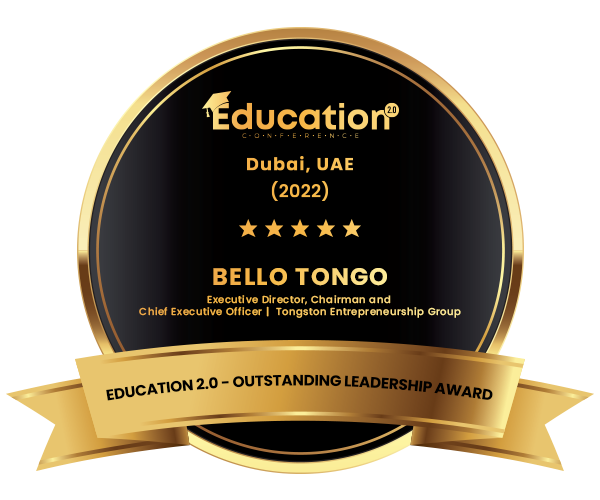 Education 2.0
C·O·N·F·E·R·E·N·C·E
Dubai, UAE
(2022)
BELLO TONGO
Executive Director, Chairman and
Chief Executive Officer | Tongston Entrepreneurship Group
EDUCATION 2.0 - OUTSTANDING LEADERSHIP AWARD